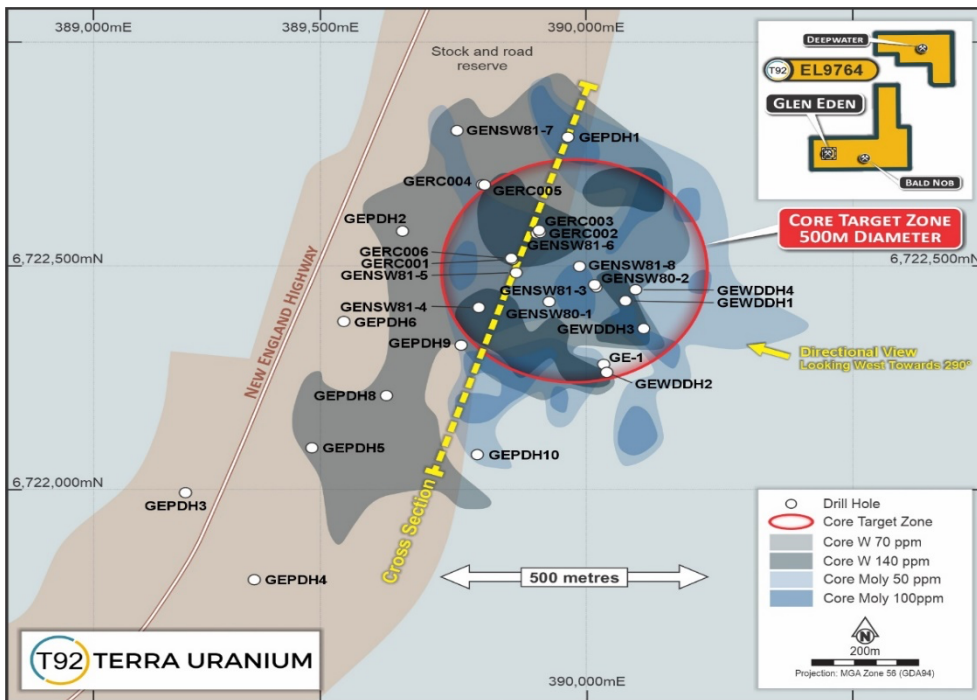 389,000mE
389,500mE
390,000mE
Stock and road
reserve
DEEPWATER
T92 EL9764
GLEN EDEN
BALD NOB
GENSW81-7
GEPDH1
GERC004
GERC005
GEPDH2
GERC003
GERC002
GENSW81-6
CORE TARGET ZONE
500M DIAMETER
GERC006
GERC001
GENSW81-5
6,722,500mN
6,722,500mN
GENSW81-8
GENSW80-2
GENSW81-3
GEWDDH4
GEWDDH1
GENSW81-4
GENSW80-1
GEPDH6
GEWDDH3
NEW ENGLAND HIGHWAY
GEPDH9
GE-1
Directional View
Looking West Towards 290°
GEWDDH2
GEPDH8
GEPDH5
GEPDH10
6,722,000mN
6,722,000mN
GEPDH3
Cross Section
GEPDH4
500 metres
Drill Hole
Core Target Zone
Core W 70 ppm
Core W 140 ppm
Core Moly 50 ppm
Core Moly 100ppm
N
200m
Projection: MGA Zone 56 (GDA94)
T92 TERRA URANIUM
390,000mE